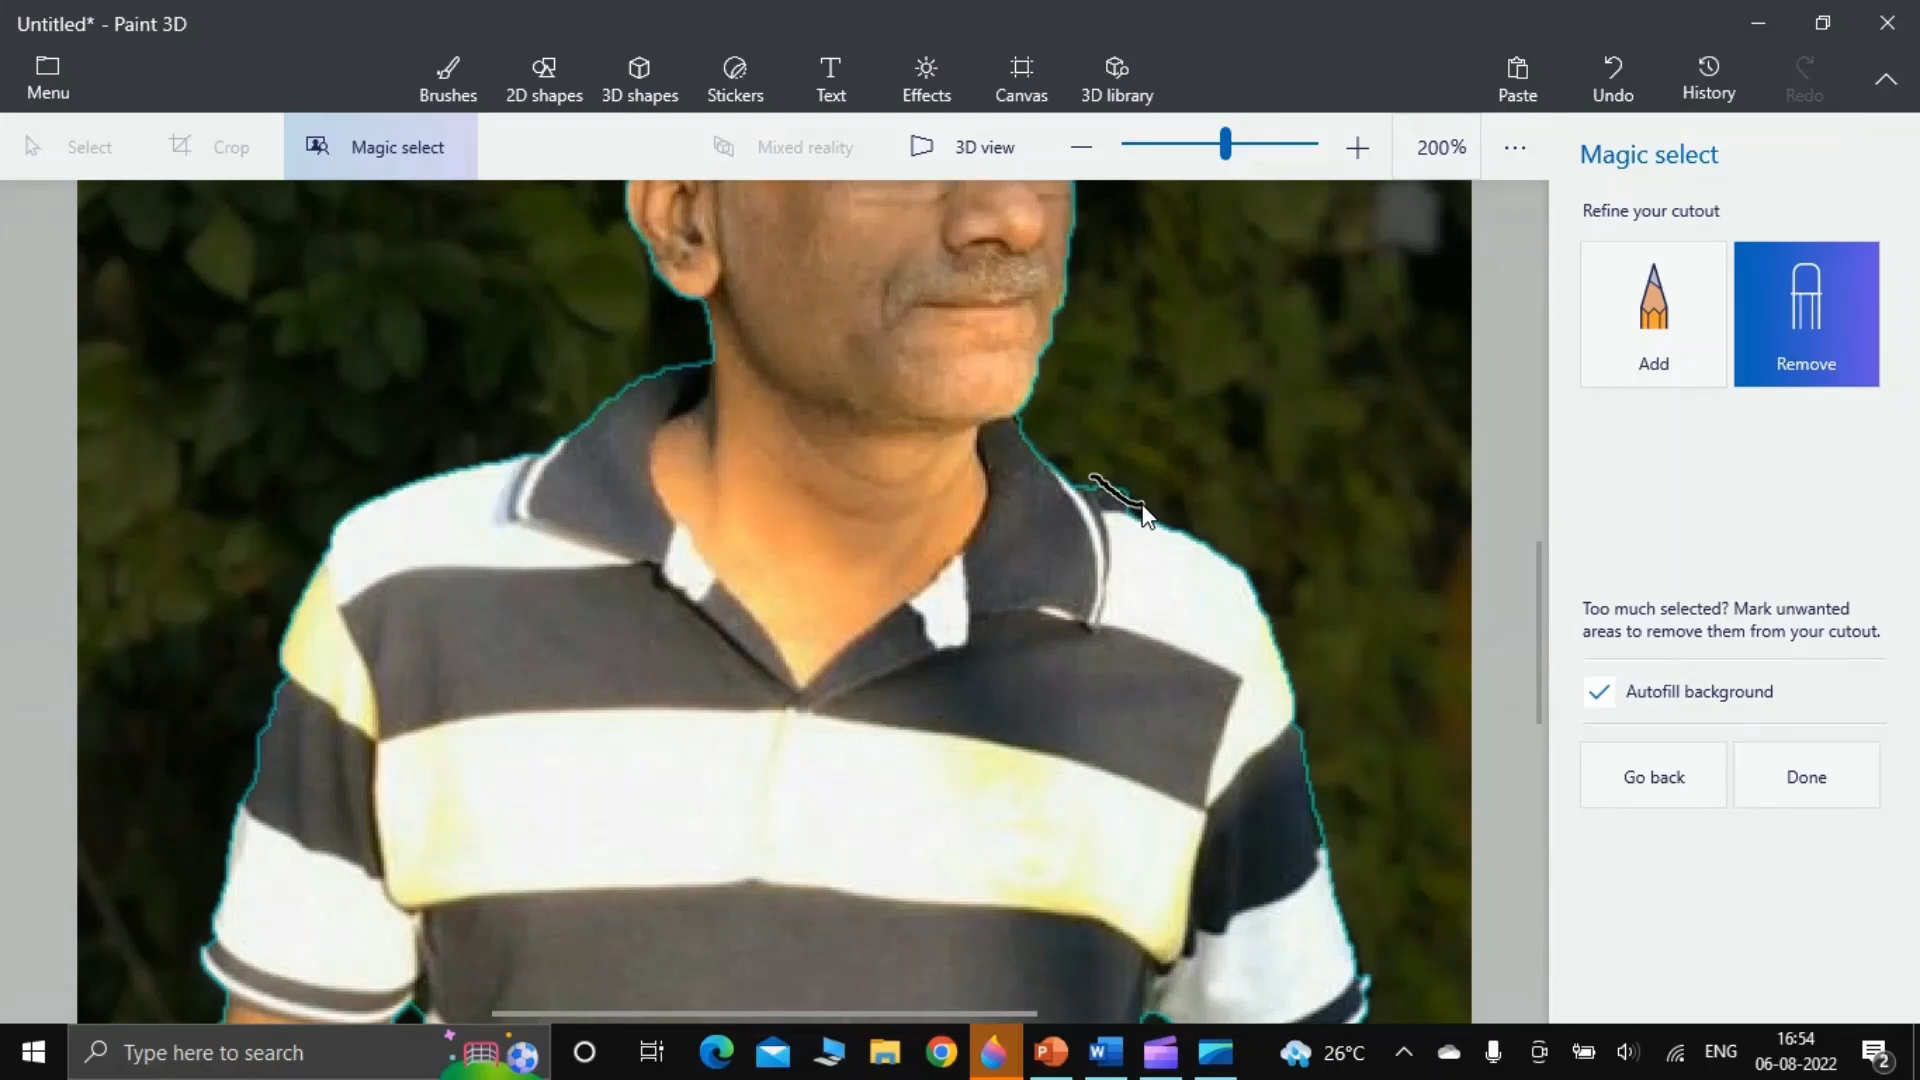 Untitled* - Paint 3D
Menu
Brushes
2D shapes
3D shapes
Stickers
Text
Effects
Canvas
3D library
Paste
Undo
History
Redo
Select
Crop
Magic select
Mixed reality
3D view
200%
Magic select
Refine your cutout
Add
Remove
Too much selected? Mark unwanted
areas to remove them from your cutout.
Autofill background
Go back
Done
Type here to search
26°C
ENG
16:54
06-08-2022
2